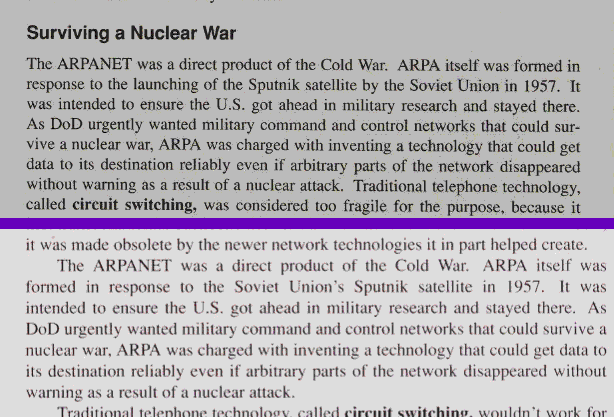 Surviving a Nuclear War
The ARPANET was a direct product of the Cold War. ARPA itself was formed in
response to the launching of the Sputnik satellite by the Soviet Union in 1957. It
was intended to ensure the U.S. got ahead in military research and stayed there.
As DoD urgently wanted military command and control networks that could sur-
vive a nuclear war, ARPA was charged with inventing a technology that could get
data to its destination reliably even if arbitrary parts of the network disappeared
without warning as a result of a nuclear attack. Traditional telephone technology,
called circuit switching, was considered too fragile for the purpose, because it
it was made obsolete by the newer network technologies it in part helped create.
The ARPANET was a direct product of the Cold War. ARPA itself was
formed in response to the Soviet Union's Sputnik satellite in 1957. It was
intended to ensure the U.S. got ahead in military research and stayed there. As
DoD urgently wanted military command and control networks that could survive a
nuclear war, ARPA was charged with inventing a technology that could get data to
its destination reliably even if arbitrary parts of the network disappeared without
warning as a result of a nuclear attack.
Traditional telephone technology, called circuit switching, wouldn't work for